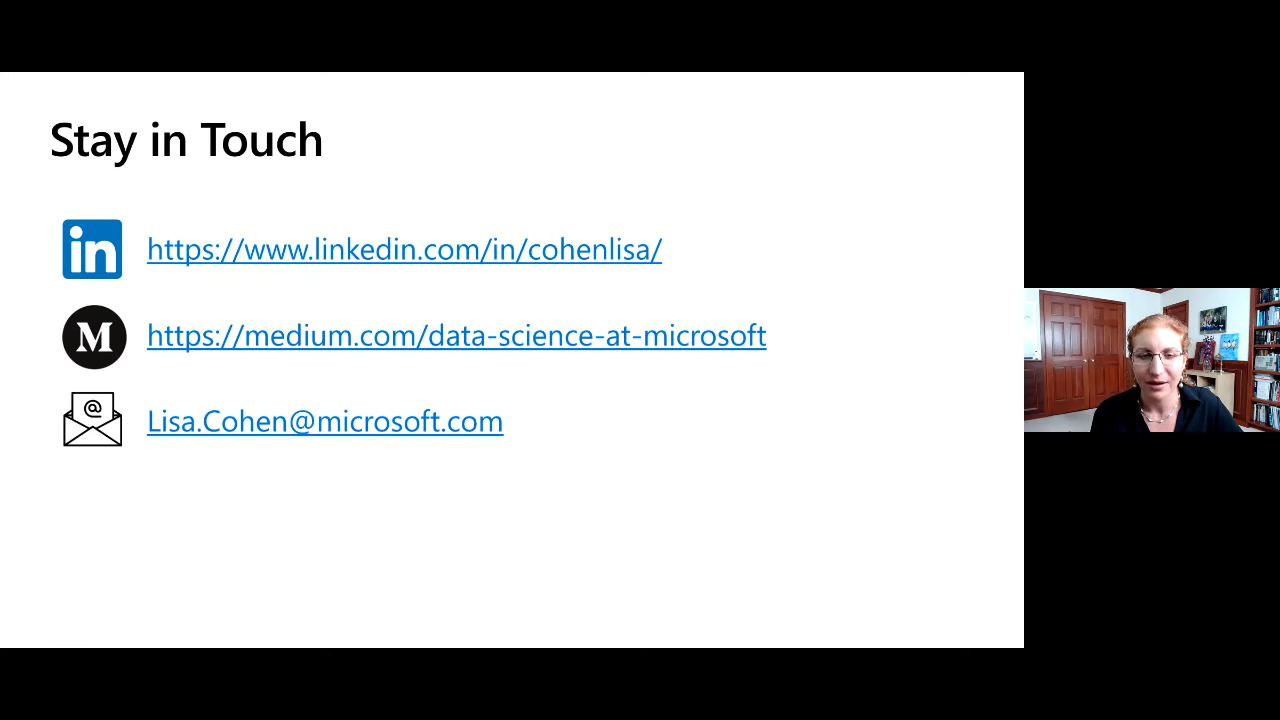 Stay in Touch
in https://www.linkedin.com/in/cohenlisa/
M https://medium.com/data-science-at-microsoft
@ Lisa.Cohen@microsoft.com